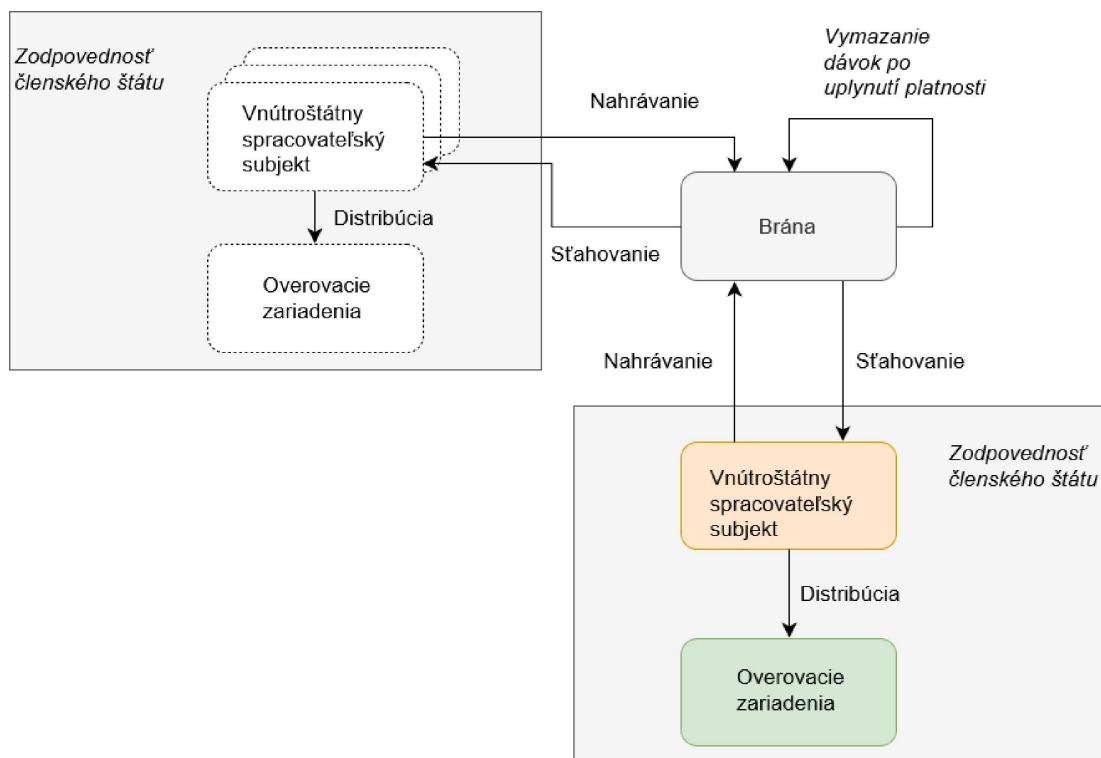 Zodpovednosť
členského štátu
Vnútroštátny
spracovateľský
subjekt
Distribúcia
Overovacie
zariadenia
Nahrávanie
Sťahovanie
Vymazanie
dávok po
uplynutí platnosti
Brána
Nahrávanie
Sťahovanie
Zodpovednosť
členského štátu
Vnútroštátny
spracovateľský
subjekt
Distribúcia
Overovacie
zariadenia